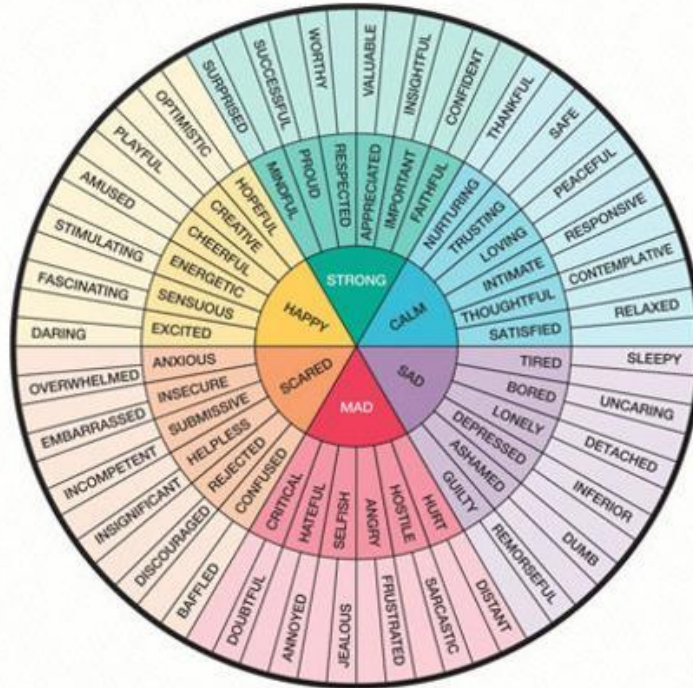 STRONG
CALM
SAD
MAD
SCARED
HAPPY
MINDFUL
PROUD
RESPECTED
APPRECIATED
IMPORTANT
FAITHFUL
NURTURING
TRUSTING
LOVING
INTIMATE
THOUGHTFUL
SATISFIED
TIRED
BORED
LONELY
DEPRESSED
ASHAMED
GUILTY
HURT
HOSTILE
ANGRY
SELFISH
HATEFUL
CRITICAL
CONFUSED
REJECTED
HELPLESS
SUBMISSIVE
INSECURE
ANXIOUS
EXCITED
SENSUOUS
ENERGETIC
CHEERFUL
CREATIVE
HOPEFUL
SURPRISED
SUCCESSFUL
WORTHY
VALUABLE
INSIGHTFUL
CONFIDENT
THANKFUL
SAFE
PEACEFUL
RESPONSIVE
CONTEMPLATIVE
RELAXED
SLEEPY
UNCARING
DETACHED
INFERIOR
DUMB
REMORSEFUL
DISTANT
SARCASTIC
FRUSTRATED
JEALOUS
ANNOYED
DOUBTFUL
BAFFLED
DISCOURAGED
INSIGNIFICANT
INCOMPETENT
EMBARRASSED
OVERWHELMED
DARING
FASCINATING
STIMULATING
AMUSED
PLAYFUL
OPTIMISTIC